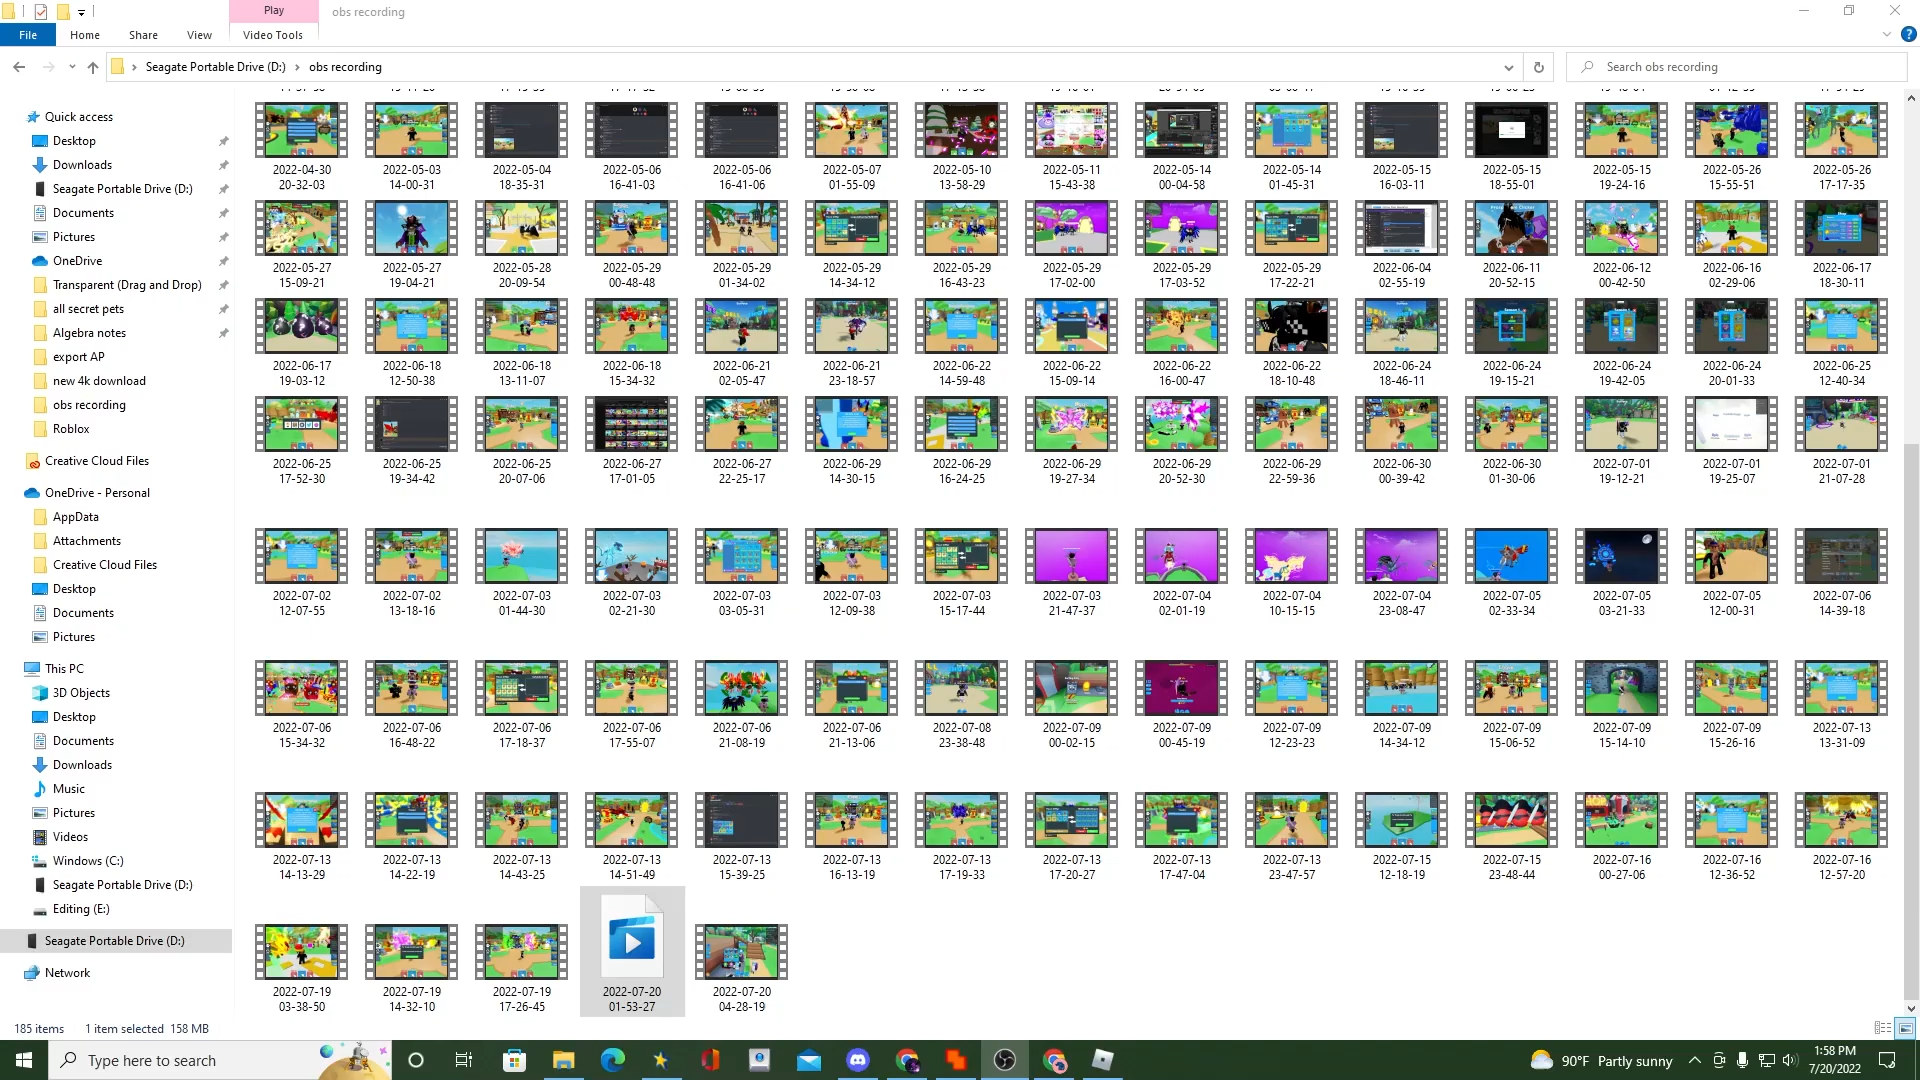 Play
obs recording
File
Home
Share
View
Video Tools
Seagate Portable Drive (D:)
obs recording
Search obs recording
Quick access
Desktop
Downloads
Seagate Portable Drive (D:)
Documents
Pictures
OneDrive
Transparent (Drag and Drop)
all secret pets
Algebra notes
export AP
new 4k download
obs recording
Roblox
Creative Cloud Files
OneDrive - Personal
AppData
Attachments
Creative Cloud Files
Desktop
Documents
Pictures
This PC
3D Objects
Desktop
Documents
Downloads
Music
Pictures
Videos
Windows (C:)
Seagate Portable Drive (D:)
Editing (E:)
Seagate Portable Drive (D:)
Network
2022-04-30 2022-05-03 2022-05-04 2022-05-06 2022-05-06 2022-05-07 2022-05-10 2022-05-11 2022-05-14 2022-05-14 2022-05-15 2022-05-15 2022-05-15 2022-05-26 2022-05-26
20-32-03 14-00-31 18-35-31 16-41-03 16-41-06 01-55-09 13-58-29 15-43-38 00-04-58 01-45-31 16-03-11 18-55-01 19-24-16 15-55-51 17-17-35
2022-05-27 2022-05-27 2022-05-28 2022-05-29 2022-05-29 2022-05-29 2022-05-29 2022-05-29 2022-05-29 2022-05-29 2022-06-04 2022-06-11 2022-06-12 2022-06-16 2022-06-17
15-09-21 19-04-21 20-09-54 00-48-48 01-34-02 14-34-12 16-43-23 17-02-00 17-03-52 17-22-21 02-55-19 20-52-15 00-42-50 02-29-06 18-30-11
2022-06-17 2022-06-18 2022-06-18 2022-06-18 2022-06-21 2022-06-21 2022-06-22 2022-06-22 2022-06-22 2022-06-22 2022-06-24 2022-06-24 2022-06-24 2022-06-24 2022-06-25
19-03-12 12-50-38 13-11-07 15-34-32 02-05-47 23-18-57 14-59-48 15-09-14 16-00-47 18-10-48 18-46-11 19-15-21 19-42-05 20-01-33 12-40-34
2022-06-25 2022-06-25 2022-06-25 2022-06-27 2022-06-27 2022-06-29 2022-06-29 2022-06-29 2022-06-29 2022-06-29 2022-06-30 2022-06-30 2022-07-01 2022-07-01 2022-07-01
17-52-30 19-34-42 20-07-06 17-01-05 22-25-17 14-30-15 16-24-25 19-27-34 20-52-30 22-59-36 00-39-42 01-30-06 19-12-21 19-25-07 21-07-28
2022-07-02 2022-07-02 2022-07-03 2022-07-03 2022-07-03 2022-07-03 2022-07-03 2022-07-03 2022-07-04 2022-07-04 2022-07-04 2022-07-05 2022-07-05 2022-07-05 2022-07-06
12-07-55 13-18-16 01-44-30 02-21-30 03-05-31 12-09-38 15-17-44 21-47-37 02-01-19 10-15-15 23-08-47 02-33-34 03-21-33 12-00-31 14-39-18
2022-07-06 2022-07-06 2022-07-06 2022-07-06 2022-07-06 2022-07-06 2022-07-08 2022-07-09 2022-07-09 2022-07-09 2022-07-09 2022-07-09 2022-07-09 2022-07-09 2022-07-13
15-34-32 16-48-22 17-18-37 17-55-07 21-08-19 21-13-06 23-38-48 00-02-15 00-45-19 12-23-23 14-34-12 15-06-52 15-14-10 15-26-16 13-31-09
2022-07-13 2022-07-13 2022-07-13 2022-07-13 2022-07-13 2022-07-13 2022-07-13 2022-07-13 2022-07-13 2022-07-13 2022-07-15 2022-07-15 2022-07-16 2022-07-16 2022-07-16
14-13-29 14-22-19 14-43-25 14-51-49 15-39-25 16-13-19 17-19-33 17-20-27 17-47-04 23-47-57 12-18-19 23-48-44 00-27-06 12-36-52 12-57-20
2022-07-19 2022-07-19 2022-07-19 2022-07-20 2022-07-20
03-38-50 14-32-10 17-26-45 01-53-27 04-28-19
185 items 1 item selected 158 MB
Type here to search
90°F Partly sunny
1:58 PM
7/20/2022